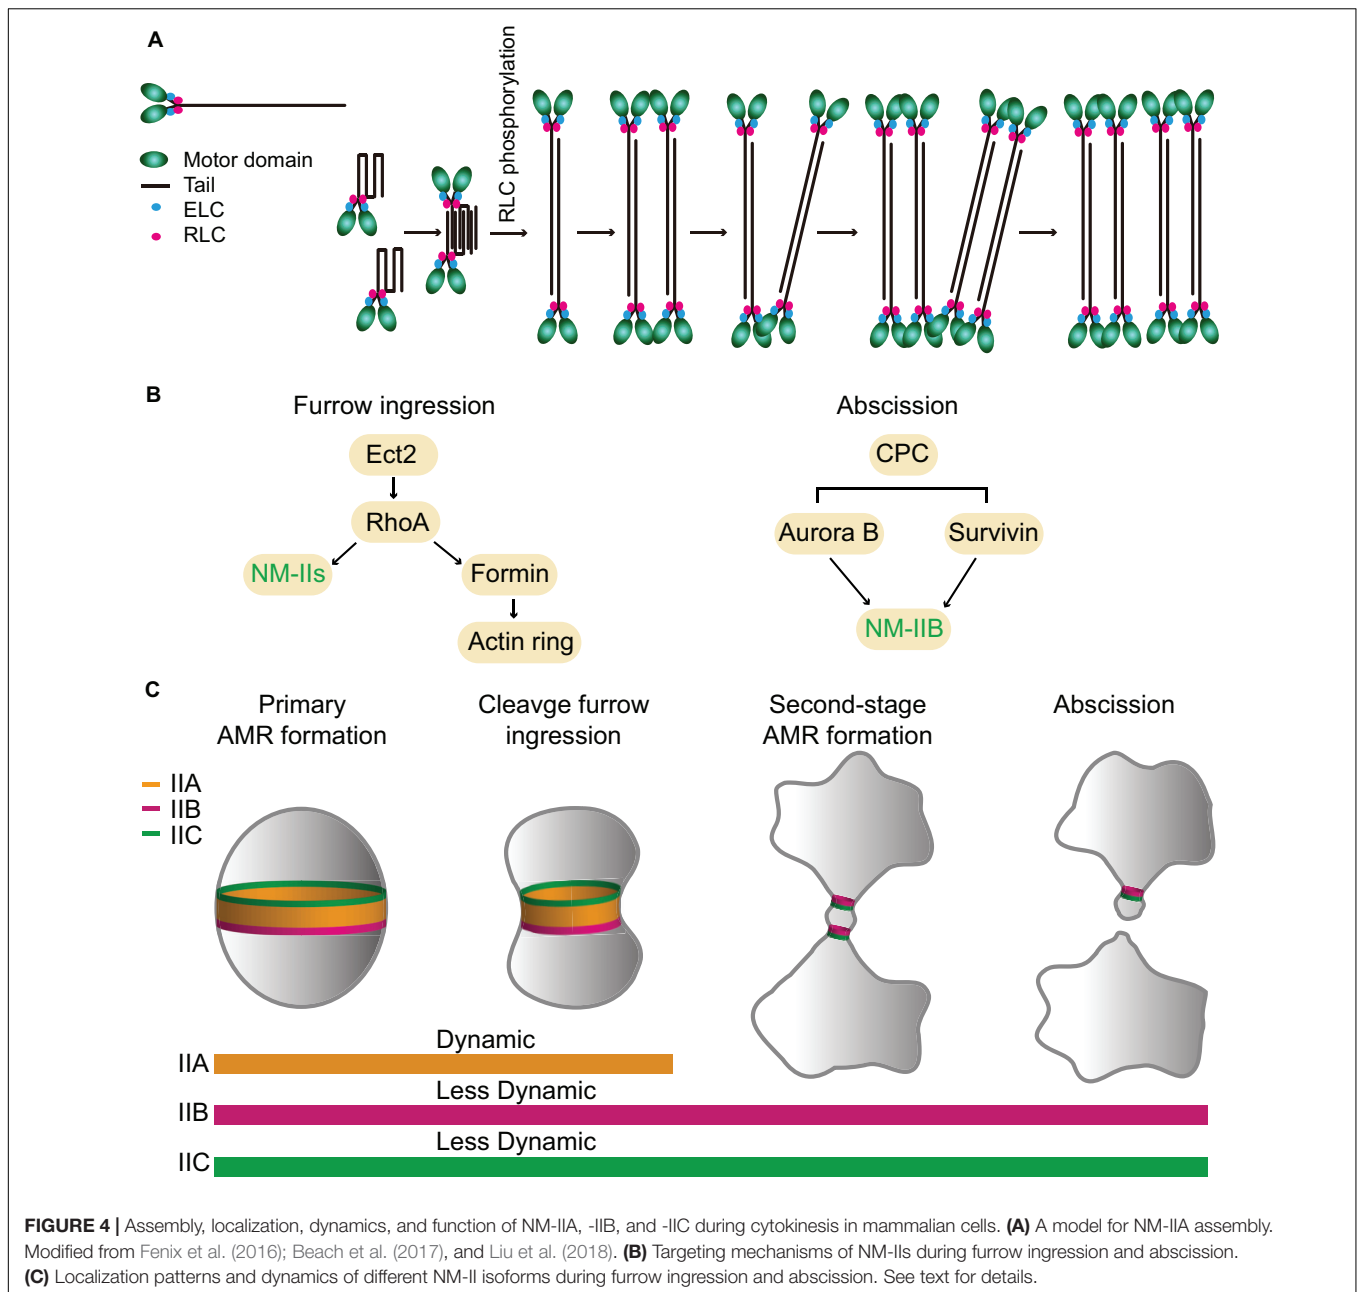 A
RLC phosphorylation
Motor domain
Tail
ELC
RLC
B
Furrow ingression
Ect2
RhoA
NM-IIs
Formin
Actin ring
Abscission
CPC
Aurora B
Survivin
NM-IIB
C
Primary
AMR formation
Cleavge furrow
ingression
Second-stage
AMR formation
Abscission
IIA
IIB
IIC
Dynamic
IIA
Less Dynamic
IIB
Less Dynamic
IIC
FIGURE 4 | Assembly, localization, dynamics, and function of NM-IIA, -IIB, and -IIC during cytokinesis in mammalian cells. (A) A model for NM-IIA assembly.
Modified from Fenix et al. (2016); Beach et al. (2017), and Liu et al. (2018). (B) Targeting mechanisms of NM-IIs during furrow ingression and abscission.
(C) Localization patterns and dynamics of different NM-II isoforms during furrow ingression and abscission. See text for details.